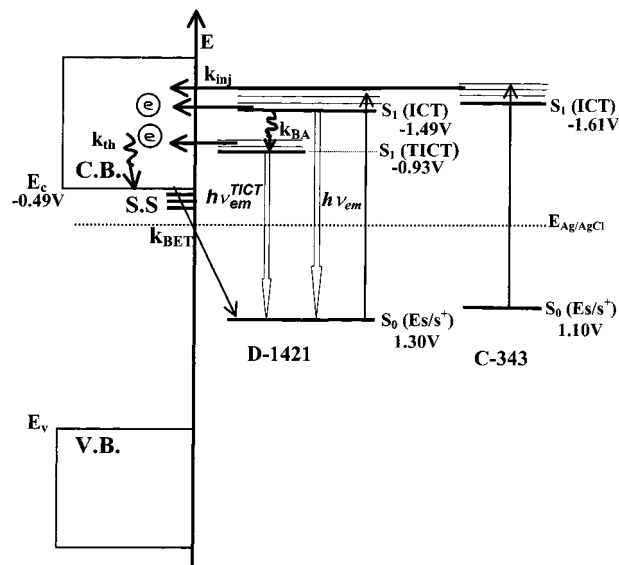 E
k_inj
e
S₁ (ICT)
-1.49V
S₁ (ICT)
-1.61V
e
k_th
k_BA
S₁ (TICT)
-0.93V
C.B.
E_c
-0.49V
S.S
hν_em^TICT
hν_em
E_Ag/AgCl
k_BET
S₀ (Es/s⁺)
1.30V
S₀ (Es/s⁺)
1.10V
D-1421
C-343
E_v
V.B.